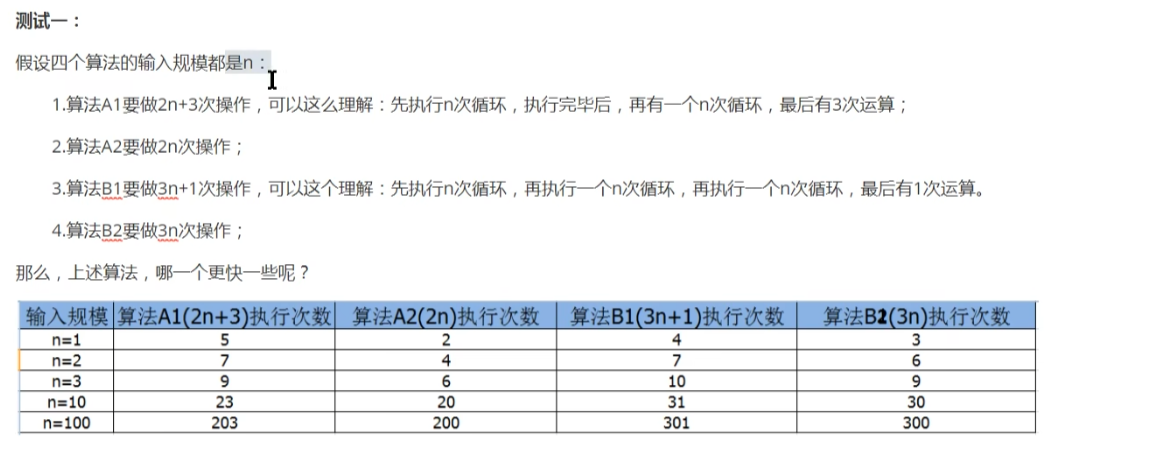 测试一：
假设四个算法的输入规模都是n：
1.算法A1要做2n+3次操作，可以这么理解：先执行n次循环，执行完毕后，再有一个n次循环，最后有3次运算；
2.算法A2要做2n次操作；
3.算法B1要做3n+1次操作，可以这个理解：先执行n次循环，再执行一个n次循环，再执行一个n次循环，最后有1次运算。
4.算法B2要做3n次操作；
那么，上述算法，哪一个更快一些呢？
输入规模 算法A1(2n+3)执行次数 算法A2(2n)执行次数 算法B1(3n+1)执行次数 算法B2(3n)执行次数
n=1 5 2 4 3
n=2 7 4 7 6
n=3 9 6 10 9
n=10 23 20 31 30
n=100 203 200 301 300